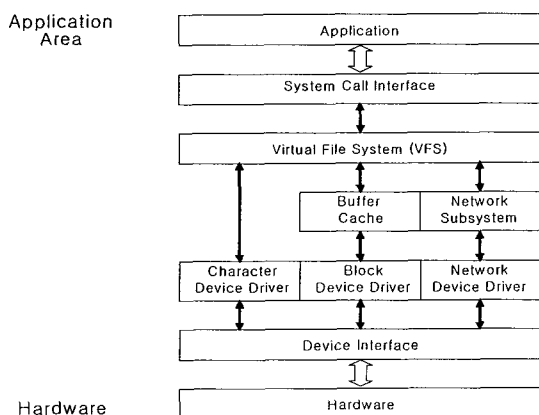 Application
Area
Application
System Call Interface
Virtual File System (VFS)
Buffer
Cache
Network
Subsystem
Character
Device Driver
Block
Device Driver
Network
Device Driver
Device Interface
Hardware
Hardware